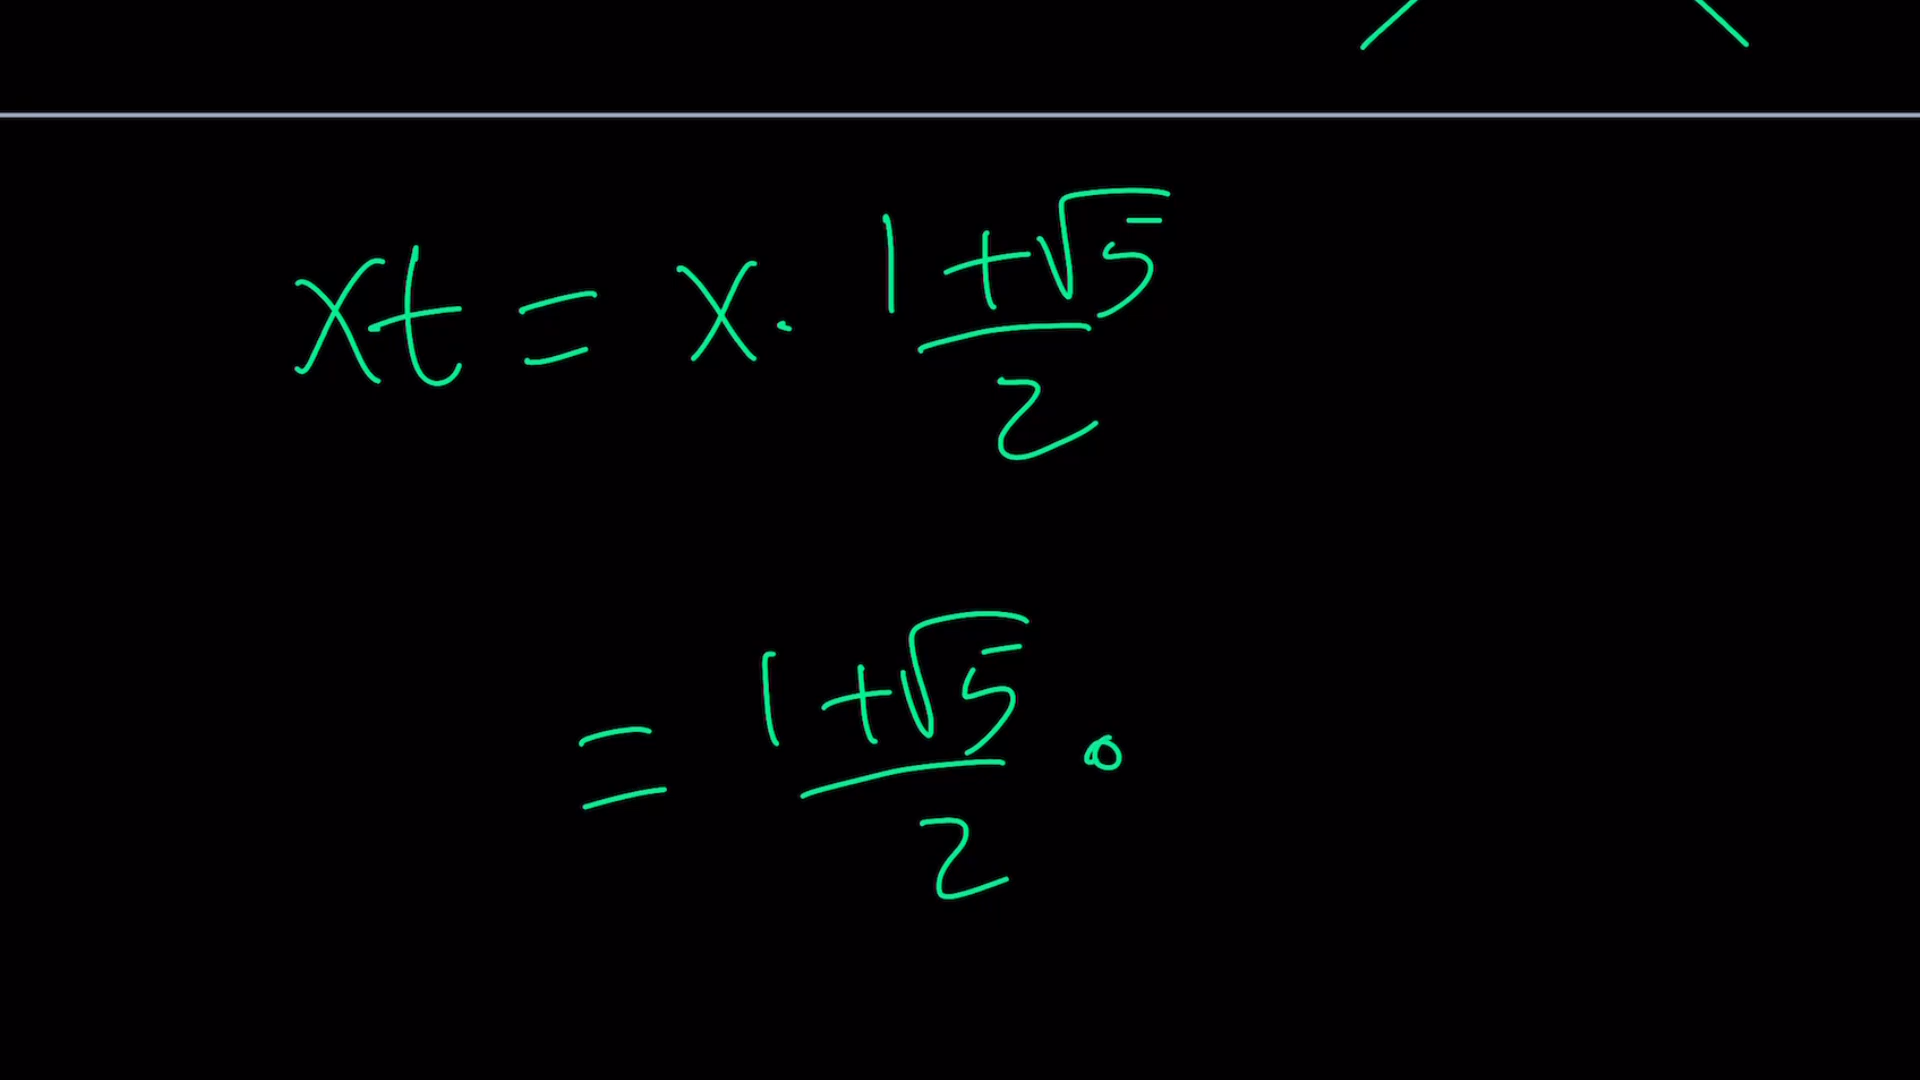 xt = x · (1+√5)/2
= (1+√5)/2 ·